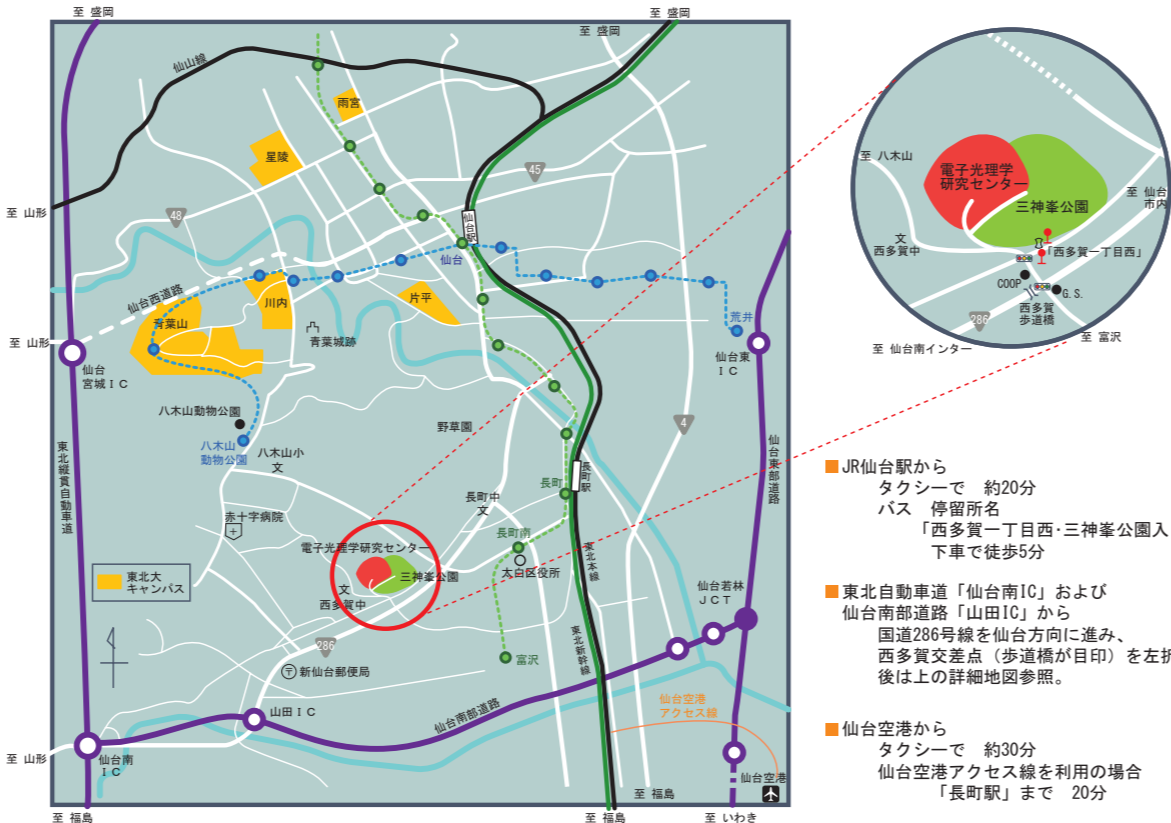 至 盛岡
至 盛岡
至 盛岡
仙山線
雨宮
星陵
45
至 山形
48
仙台駅
仙台
仙台西道路
川内
片平
青葉山
青葉城跡
荒井
至 山形
仙台
宮城ＩＣ
仙台東
ＩＣ
八木山動物公園
野草園
4
八木山
動物公園
八木山小
文
東北縦貫自動車道
仙台東部道路
長町
長町駅
長町中
文
赤十字病院
長町南
電子光理学研究センター
三神峯公園
太白区役所
東北本線
東北大
キャンパス
文
西多賀中
仙台若林
ＪＣＴ
286
東北新幹線
富沢
〒新仙台郵便局
仙台空港
アクセス線
山田ＩＣ
仙台南部道路
至 山形
仙台南
ＩＣ
仙台空港
至 福島
至 福島
至 福島
至 いわき
至 八木山
電子光理学
研究センター
至 仙台
市内
三神峯公園
文
西多賀中
「西多賀一丁目西」
COOP
G.S.
西多賀
歩道橋
286
至 富沢
至 仙台南インター
■JR仙台駅から
タクシーで　約20分
バス　停留所名
「西多賀一丁目西･三神峯公園入
下車で徒歩5分
■東北自動車道「仙台南IC」および
仙台南部道路「山田IC」から
国道286号線を仙台方向に進み、
西多賀交差点（歩道橋が目印）を左折
後は上の詳細地図参照。
■仙台空港から
タクシーで　約30分
仙台空港アクセス線を利用の場合
「長町駅」まで　20分